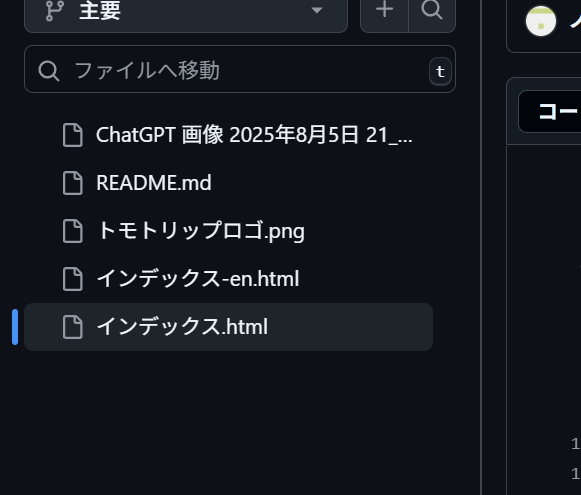 主要
ファイルへ移動
t
ChatGPT 画像 2025年8月5日 21_...
README.md
トモトリップロゴ.png
インデックス-en.html
インデックス.html
コー
1
1